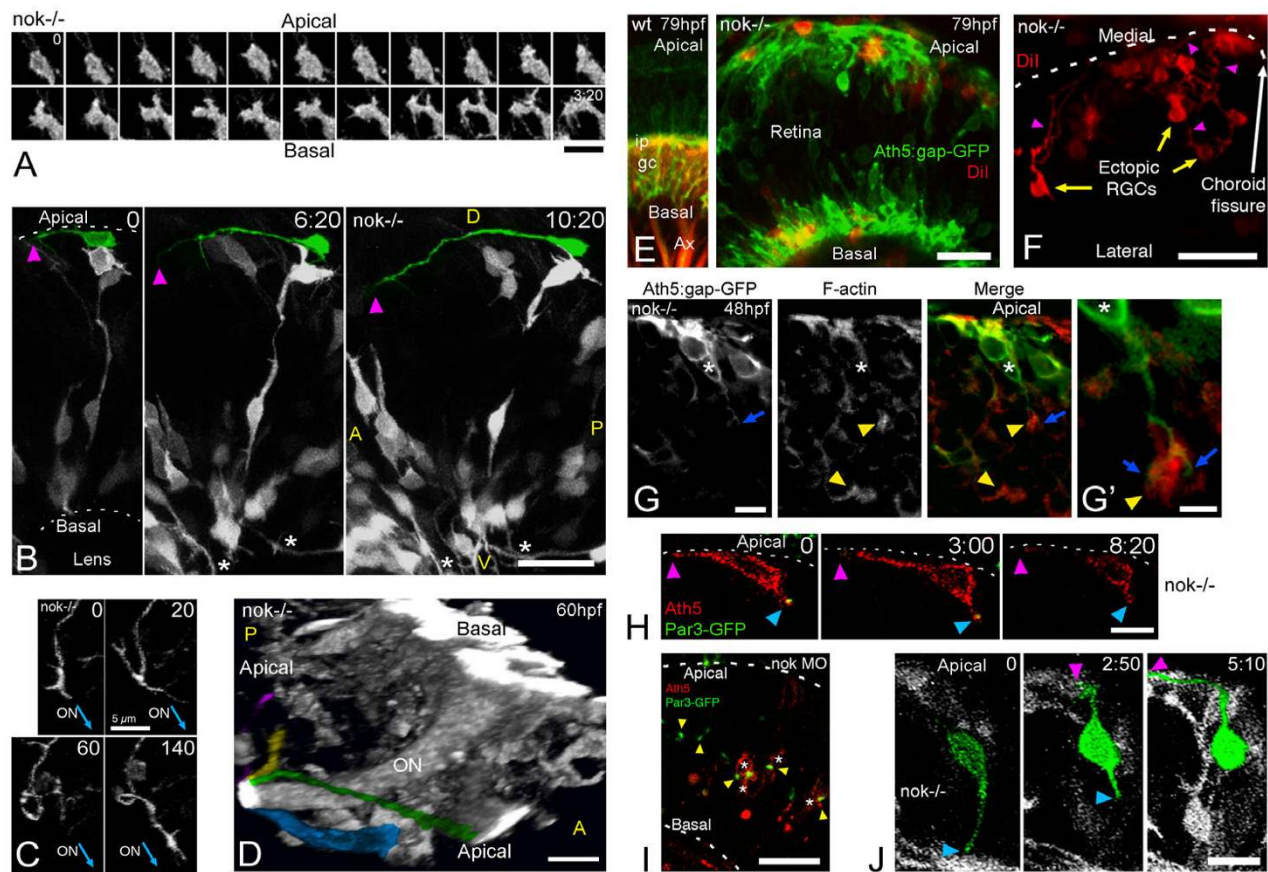 nok-/-
Apical
0
3:20
Basal
A
Apical
0
6:20
nok-/-
10:20
D
A
P
Basal
Lens
*
*
*
*
V
B
nok-/-
0
20
ON
5 µm
ON
60
140
ON
ON
C
nok-/-
60hpf
P
Basal
Apical
ON
A
Apical
D
wt
79hpf
Apical
ip
gc
Basal
Ax
E
nok-/-
79hpf
Apical
Retina
Ath5:gap-GFP
DiI
Basal
nok-/-
DiI
Medial
Ectopic
RGCs
Choroid
fissure
Lateral
F
Ath5:gap-GFP
F-actin
Merge
nok-/-
48hpf
Apical
*
*
*
*
G
G'
Apical
0
3:00
8:20
nok-/-
Ath5
Par3-GFP
H
nok MO
Apical
Ath5
Par3-GFP
*
*
*
*
Basal
I
Apical
0
2:50
5:10
nok-/-
J